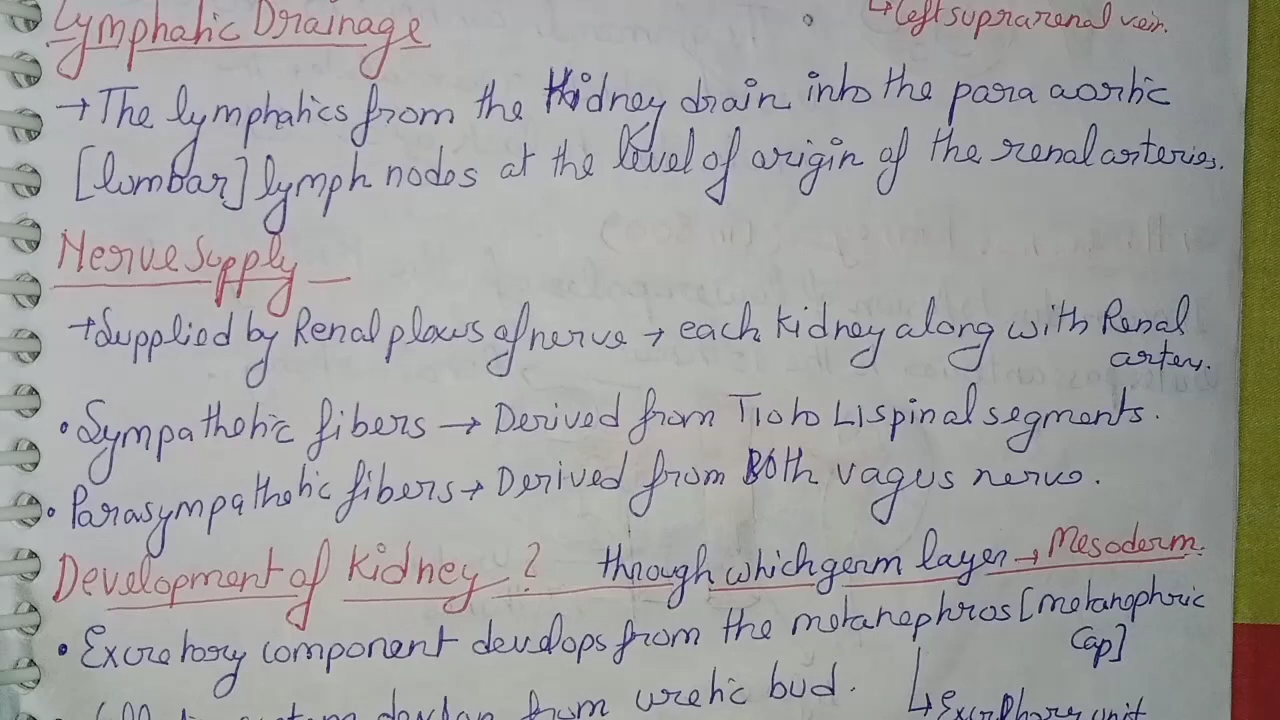 Lymphatic Drainage
↳ left suprarenal vein.
→ The lymphatics from the Kidney drain into the para aortic
[lumbar] lymph nodes at the level of origin of the renal arteries.
Nerve Supply —
→ Supplied by Renal plexus of nerve → each Kidney along with Renal
artery.
• Sympathetic fibers → Derived from T10 to L1 spinal segments.
• Parasympathetic fibers → Derived from Both vagus nerve.
Development of Kidney - ? through which germ layer → Mesoderm.
• Excretory component develops from the metanephros [metanephric
Cap]
from uretic bud. ↳ Excretory unit